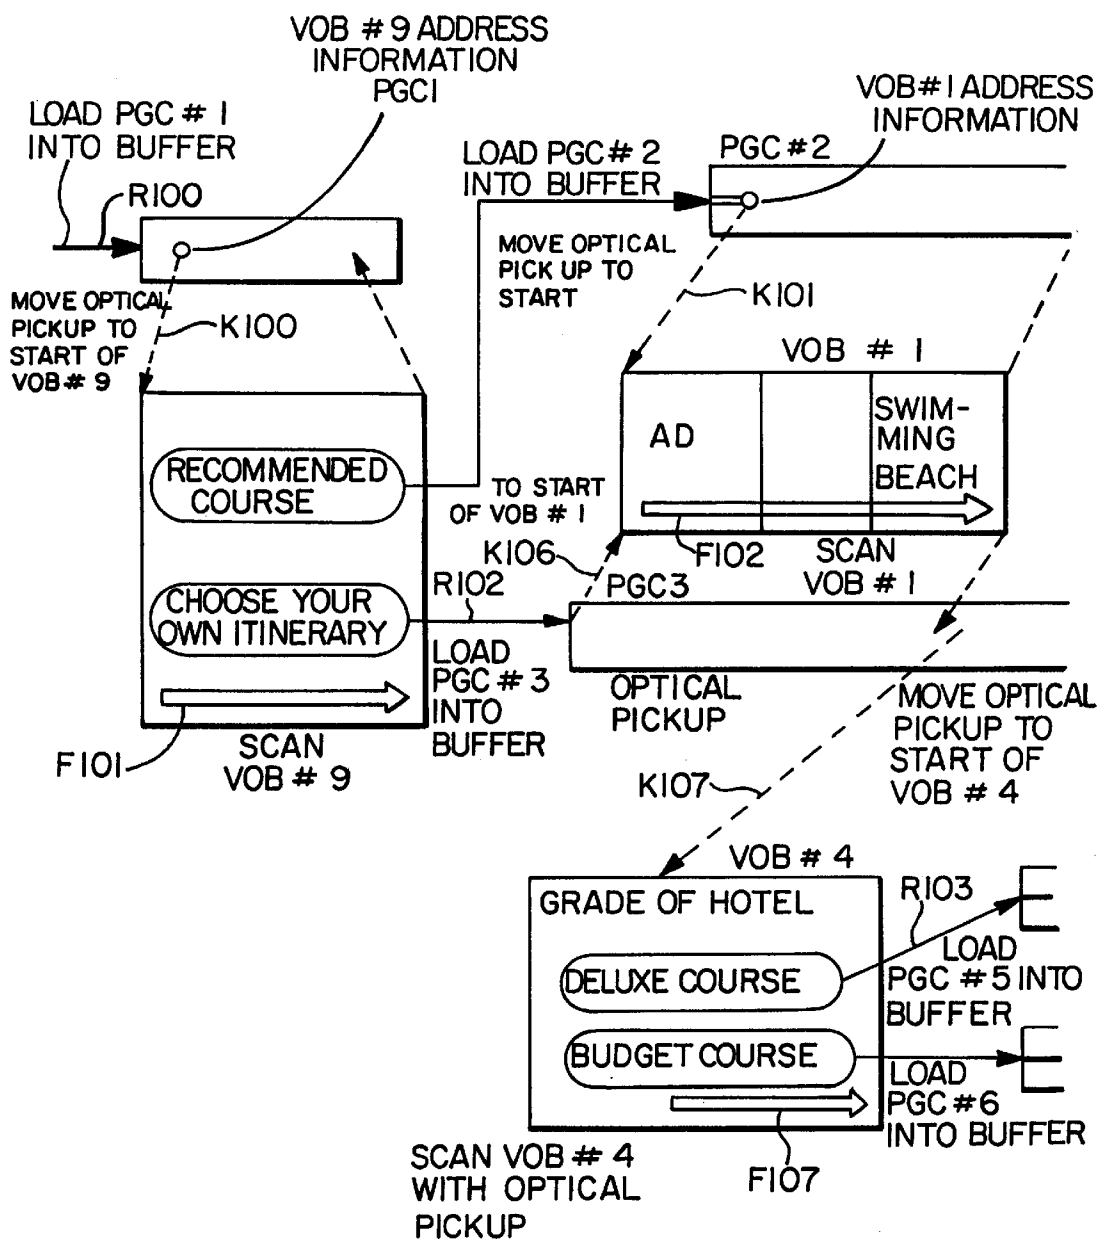 VOB # 9 ADDRESS
INFORMATION
PGC1
LOAD PGC # 1
INTO BUFFER
R100
VOB # 1 ADDRESS
INFORMATION
LOAD PGC # 2
INTO BUFFER
PGC # 2
MOVE OPTICAL
PICK UP TO
START
K101
MOVE OPTICAL
PICKUP TO
START OF
VOB # 9
K100
VOB # 1
AD
SWIM-
MING
BEACH
RECOMMENDED
COURSE
TO START
OF VOB # 1
K106
F102
SCAN
VOB # 1
R102
PGC3
CHOOSE YOUR
OWN ITINERARY
LOAD
PGC # 3
INTO
BUFFER
OPTICAL
PICKUP
MOVE OPTICAL
PICKUP TO
START OF
VOB # 4
F101
SCAN
VOB # 9
K107
VOB # 4
GRADE OF HOTEL
R103
DELUXE COURSE
LOAD
PGC # 5 INTO
BUFFER
BUDGET COURSE
LOAD
PGC # 6
INTO BUFFER
F107
SCAN VOB # 4
WITH OPTICAL
PICKUP